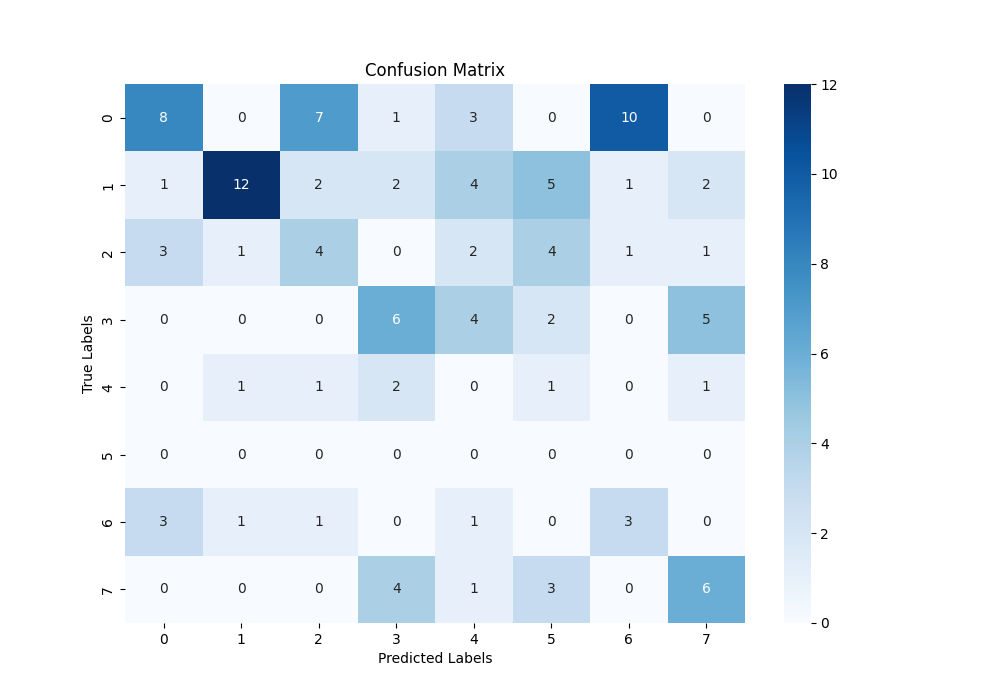 Confusion Matrix
0 8 0 7 1 3 0 10 0
1 1 12 2 2 4 5 1 2
2 3 1 4 0 2 4 1 1
3 0 0 0 6 4 2 0 5
4 0 1 1 2 0 1 0 1
5 0 0 0 0 0 0 0 0
6 3 1 1 0 1 0 3 0
7 0 0 0 4 1 3 0 6
0 1 2 3 4 5 6 7
Predicted Labels
True Labels
12
10
8
6
4
2
0